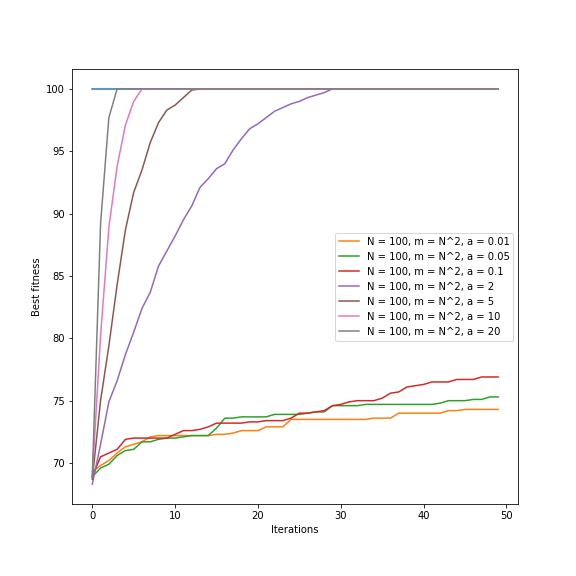 100
95
90
85
80
75
70
Best fitness
N = 100, m = N^2, a = 0.01
N = 100, m = N^2, a = 0.05
N = 100, m = N^2, a = 0.1
N = 100, m = N^2, a = 2
N = 100, m = N^2, a = 5
N = 100, m = N^2, a = 10
N = 100, m = N^2, a = 20
0 10 20 30 40 50
Iterations